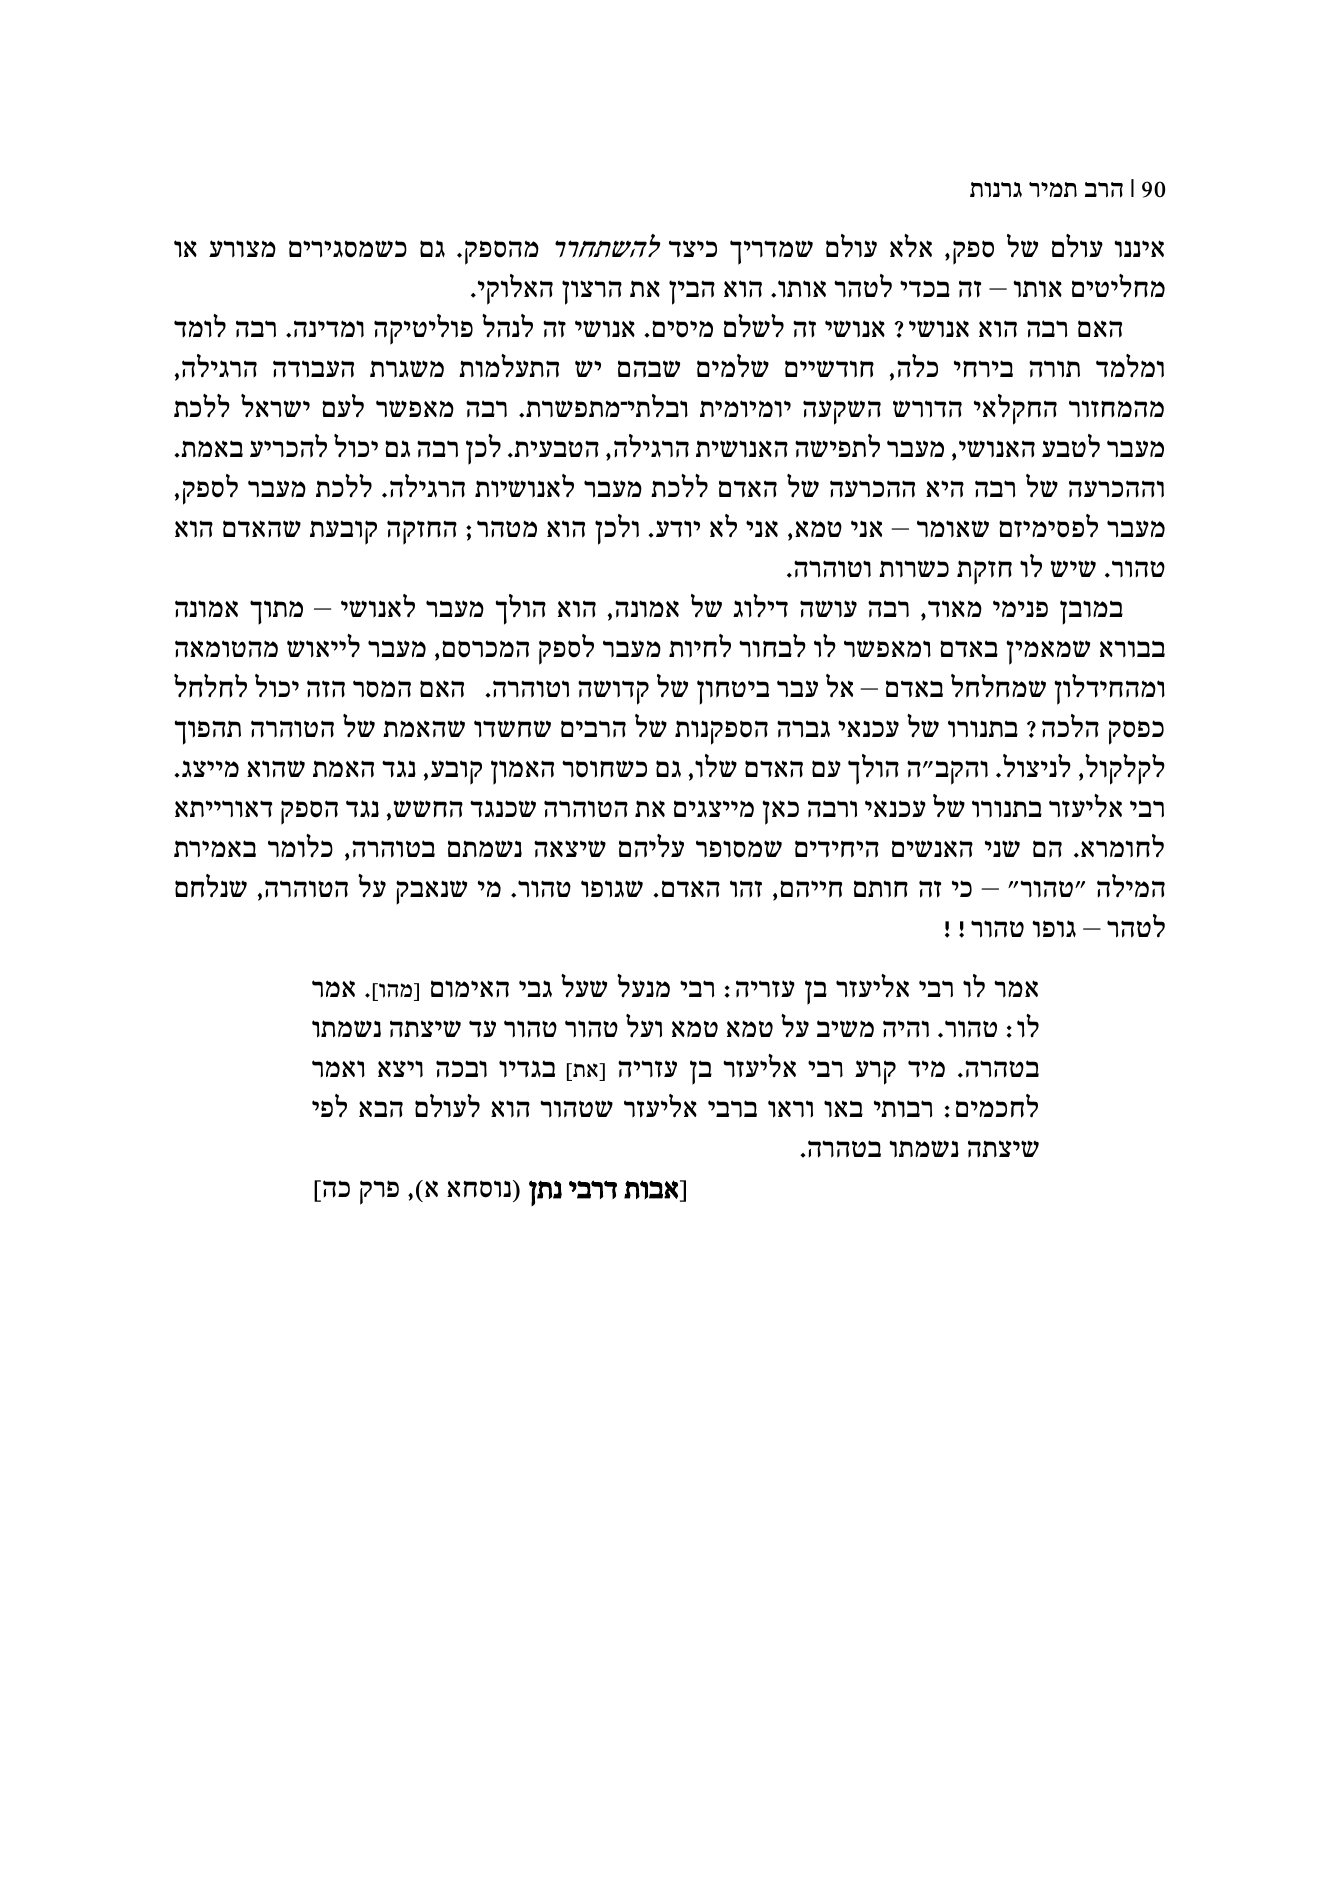 90 | הרב תמיר גרנות
איננו עולם של ספק, אלא עולם שמדריך כיצד להשתחרר מהספק. גם כשמסגירים מצורע או
מחליטים אותו – זה בכדי לטהר אותו. הוא הבין את הרצון האלוקי.
האם רבה הוא אנושי? אנושי זה לשלם מיסים. אנושי זה לנהל פוליטיקה ומדינה. רבה לומד
ומלמד תורה בירחי כלה, חודשיים שלמים שבהם יש התעלמות משגרת העבודה הרגילה,
מהמחזור החקלאי הדורש השקעה יומיומית ובלתי־מתפשרת. רבה מאפשר לעם ישראל ללכת
מעבר לטבע האנושי, מעבר לתפישה האנושית הרגילה, הטבעית. לכן רבה גם יכול להכריע באמת.
וההכרעה של רבה היא ההכרעה של האדם ללכת מעבר לאנושיות הרגילה. ללכת מעבר לספק,
מעבר לפסימיזם שאומר – אני טמא, אני לא יודע. ולכן הוא מטהר; החזקה קובעת שהאדם הוא
טהור. שיש לו חזקת כשרות וטוהרה.
במובן פנימי מאוד, רבה עושה דילוג של אמונה, הוא הולך מעבר לאנושי – מתוך אמונה
בבורא שמאמין באדם ומאפשר לו לבחור לחיות מעבר לספק המכרסם, מעבר לייאוש מהטומאה
ומהחידלון שמחלחל באדם – אל עבר ביטחון של קדושה וטוהרה. האם המסר הזה יכול לחלחל
כפסק הלכה? בתנורו של עכנאי גברה הספקנות של הרבים שחשדו שהאמת של הטוהרה תהפוך
לקלקול, לניצול. והקב״ה הולך עם האדם שלו, גם כשחוסר האמון קובע, נגד האמת שהוא מייצג.
רבי אליעזר בתנורו של עכנאי ורבה כאן מייצגים את הטוהרה שכנגד החשש, נגד הספק דאורייתא
לחומרא. הם שני האנשים היחידים שמסופר עליהם שיצאה נשמתם בטוהרה, כלומר באמירת
המילה ״טהור״ – כי זה חותם חייהם, זהו האדם. שגופו טהור. מי שנאבק על הטוהרה, שנלחם
לטהר – גופו טהור!!
אמר לו רבי אליעזר בן עזריה: רבי מנעל שעל גבי האימום [מהו]. אמר
לו: טהור. והיה משיב על טמא טמא ועל טהור טהור עד שיצתה נשמתו
בטהרה. מיד קרע רבי אליעזר בן עזריה [את] בגדיו ובכה ויצא ואמר
לחכמים: רבותי באו וראו ברבי אליעזר שטהור הוא לעולם הבא לפי
שיצתה נשמתו בטהרה.
[אבות דרבי נתן (נוסחא א), פרק כה]